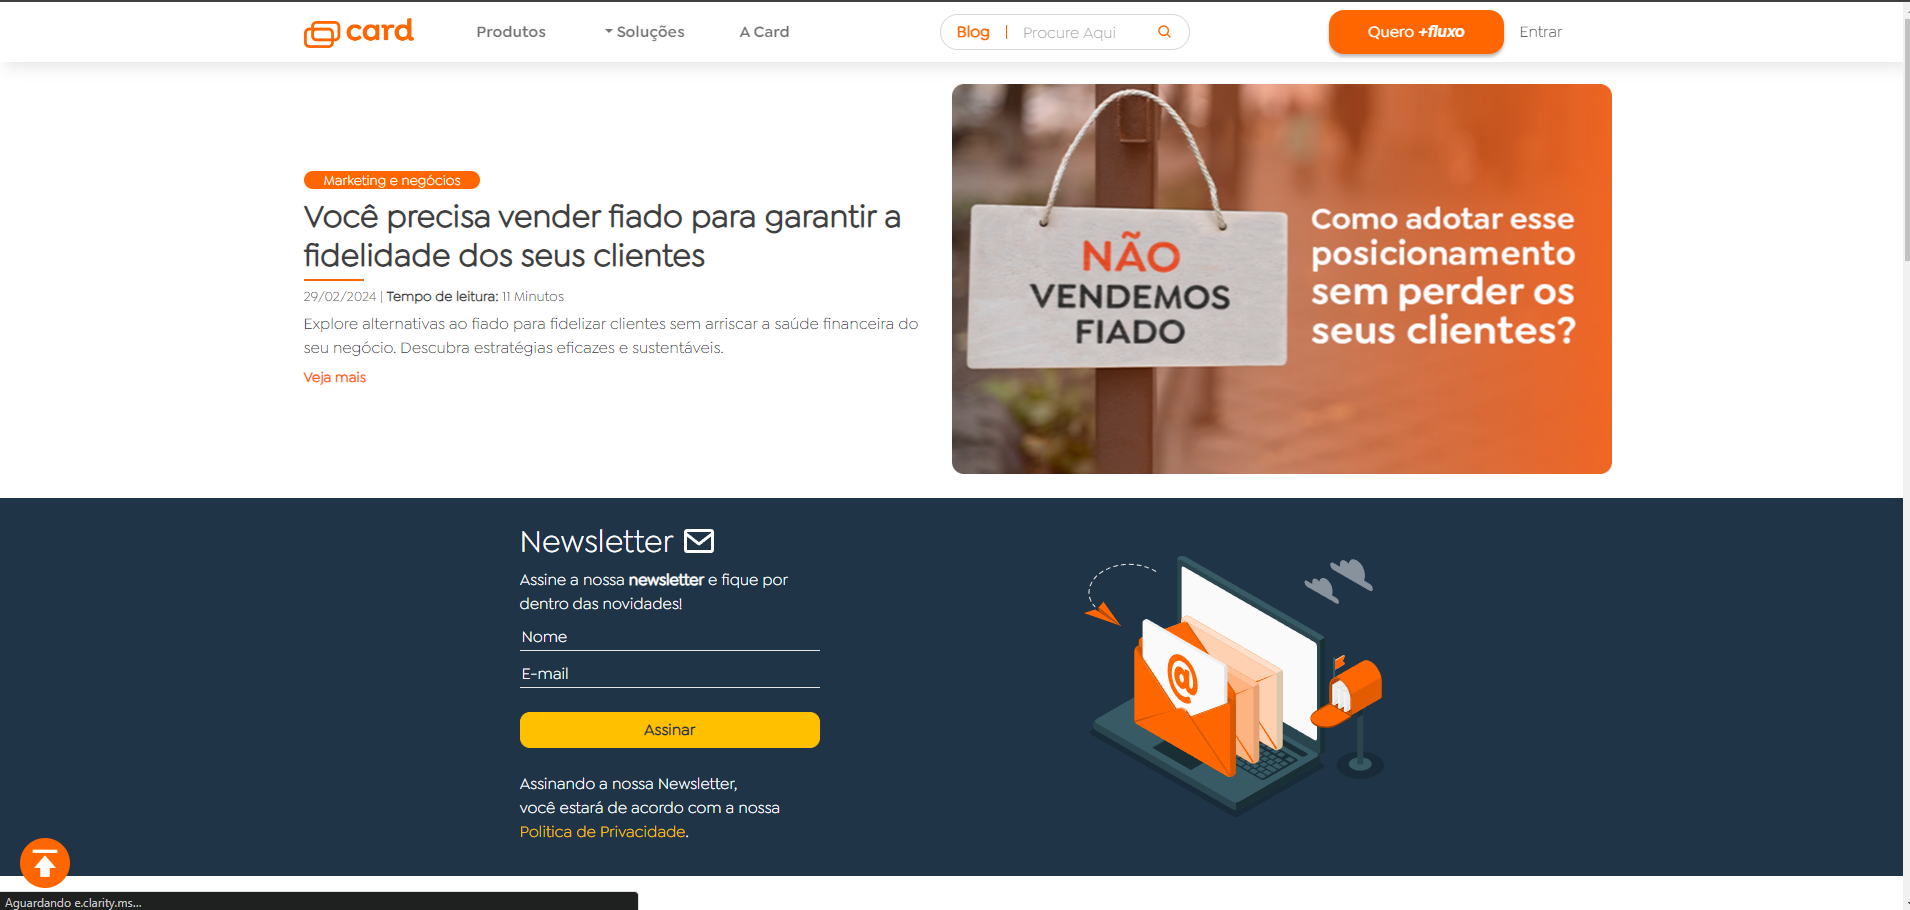 card
Produtos
Soluções
A Card
Blog
Procure Aqui
Quero +fluxo
Entrar
Marketing e negócios
Você precisa vender fiado para garantir a
fidelidade dos seus clientes
29/02/2024 | Tempo de leitura: 11 Minutos
Explore alternativas ao fiado para fidelizar clientes sem arriscar a saúde financeira do
seu negócio. Descubra estratégias eficazes e sustentáveis.
Veja mais
NÃO
VENDEMOS
FIADO
Como adotar esse
posicionamento
sem perder os
seus clientes?
Newsletter
Assine a nossa newsletter e fique por
dentro das novidades!
Nome
E-mail
Assinar
Assinando a nossa Newsletter,
você estará de acordo com a nossa
Politica de Privacidade.
@
Aguardando e.clarity.ms...